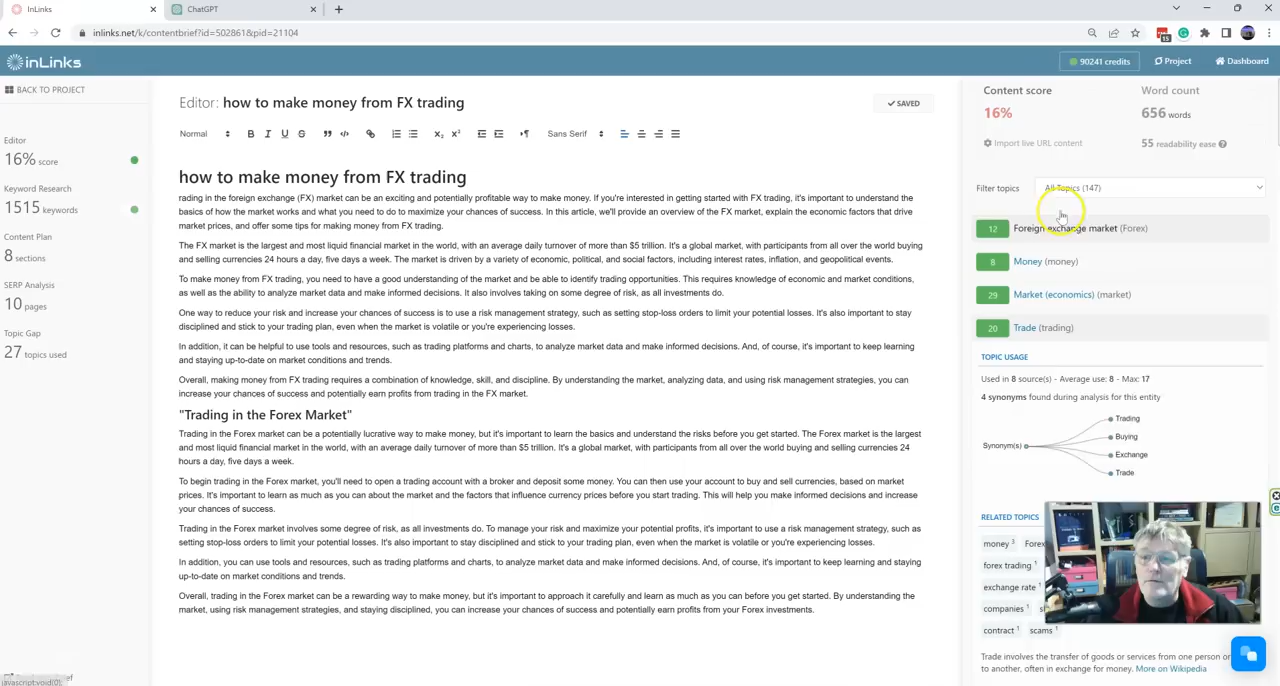 InLinks
ChatGPT
inlinks.net/k/contentbrief?id=502861&pid=21104
15
inLinks
90241 credits
Project
Dashboard
BACK TO PROJECT
Editor
16% score
Keyword Research
1515 keywords
Content Plan
8 sections
SERP Analysis
10 pages
Topic Gap
27 topics used
javascript:void(0);
Editor: how to make money from FX trading
SAVED
Normal
Sans Serif
how to make money from FX trading
rading in the foreign exchange (FX) market can be an exciting and potentially profitable way to make money. If you're interested in getting started with FX trading, it's important to understand the
basics of how the market works and what you need to do to maximize your chances of success. In this article, we'll provide an overview of the FX market, explain the economic factors that drive
market prices, and offer some tips for making money from FX trading.
The FX market is the largest and most liquid financial market in the world, with an average daily turnover of more than $5 trillion. It's a global market, with participants from all over the world buying
and selling currencies 24 hours a day, five days a week. The market is driven by a variety of economic, political, and social factors, including interest rates, inflation, and geopolitical events.
To make money from FX trading, you need to have a good understanding of the market and be able to identify trading opportunities. This requires knowledge of economic and market conditions,
as well as the ability to analyze market data and make informed decisions. It also involves taking on some degree of risk, as all investments do.
One way to reduce your risk and increase your chances of success is to use a risk management strategy, such as setting stop-loss orders to limit your potential losses. It's also important to stay
disciplined and stick to your trading plan, even when the market is volatile or you're experiencing losses.
In addition, it can be helpful to use tools and resources, such as trading platforms and charts, to analyze market data and make informed decisions. And, of course, it's important to keep learning
and staying up-to-date on market conditions and trends.
Overall, making money from FX trading requires a combination of knowledge, skill, and discipline. By understanding the market, analyzing data, and using risk management strategies, you can
increase your chances of success and potentially earn profits from trading in the FX market.
"Trading in the Forex Market"
Trading in the Forex market can be a potentially lucrative way to make money, but it's important to learn the basics and understand the risks before you get started. The Forex market is the largest
and most liquid financial market in the world, with an average daily turnover of more than $5 trillion. It's a global market, with participants from all over the world buying and selling currencies 24
hours a day, five days a week.
To begin trading in the Forex market, you'll need to open a trading account with a broker and deposit some money. You can then use your account to buy and sell currencies, based on market
prices. It's important to learn as much as you can about the market and the factors that influence currency prices before you start trading. This will help you make informed decisions and increase
your chances of success.
Trading in the Forex market involves some degree of risk, as all investments do. To manage your risk and maximize your potential profits, it's important to use a risk management strategy, such as
setting stop-loss orders to limit your potential losses. It's also important to stay disciplined and stick to your trading plan, even when the market is volatile or you're experiencing losses.
In addition, you can use tools and resources, such as trading platforms and charts, to analyze market data and make informed decisions. And, of course, it's important to keep learning and staying
up-to-date on market conditions and trends.
Overall, trading in the Forex market can be a rewarding way to make money, but it's important to approach it carefully and learn as much as you can before you get started. By understanding the
market, using risk management strategies, and staying disciplined, you can increase your chances of success and potentially earn profits from your Forex investments.
Content score
16%
Word count
656 words
Import live URL content
55 readability ease
Filter topics
All Topics (147)
12 Foreign exchange market (Forex)
8 Money (money)
29 Market (economics) (market)
20 Trade (trading)
TOPIC USAGE
Used in 8 source(s) - Average use: 8 - Max: 17
4 synonyms found during analysis for this entity
Synonym(s)
Trading
Buying
Exchange
Trade
RELATED TOPICS
money 3
forex trading
exchange rate 1
companies 1
contract 1 scams 1
Trade involves the transfer of goods or services from one person or
to another, often in exchange for money. More on Wikipedia